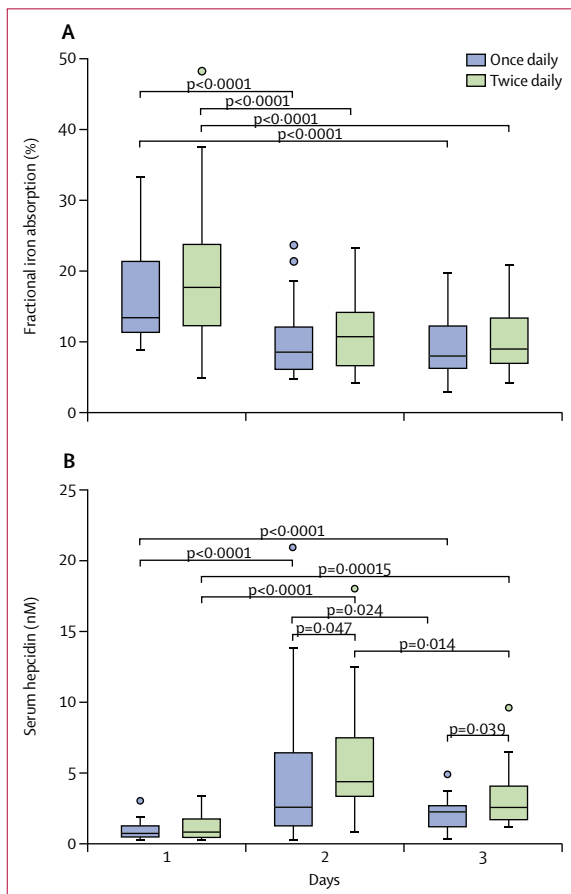 A
50
Once daily
Twice daily
p<0·0001
p<0·0001
40
p<0·0001
p<0·0001
30
20
10
0
Fractional iron absorption (%)
B
25
p<0·0001
20
p<0·0001
p=0·00015
p<0·0001
15
p=0·024
p=0·047
p=0·014
10
p=0·039
5
0
Serum hepcidin (nM)
1 2 3
Days